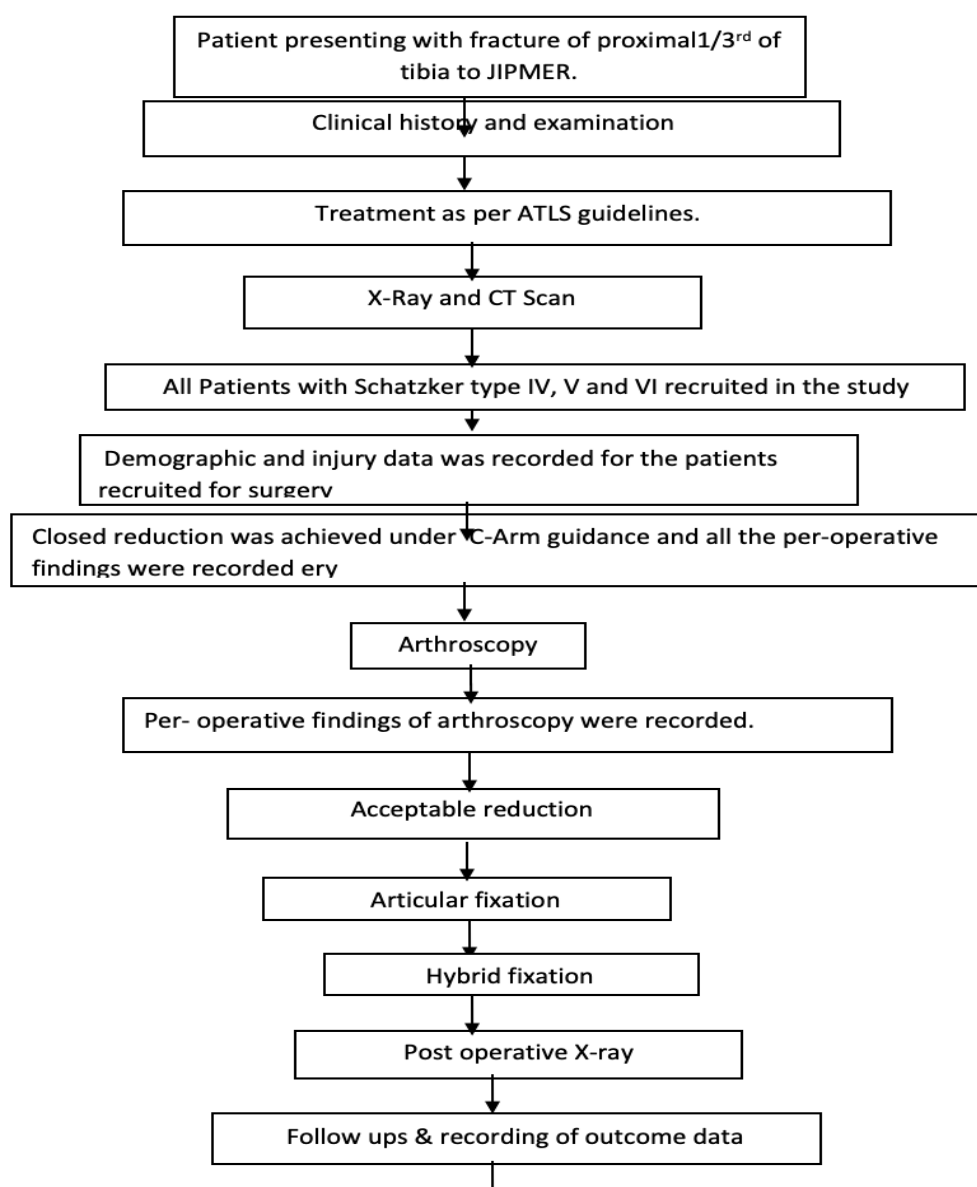 Patient presenting with fracture of proximal1/3rd of
tibia to JIPMER.
Clinical history and examination
Treatment as per ATLS guidelines.
X-Ray and CT Scan
All Patients with Schatzker type IV, V and VI recruited in the study
Demographic and injury data was recorded for the patients
recruited for surgery
Closed reduction was achieved under C-Arm guidance and all the per-operative
findings were recorded ery
Arthroscopy
Per- operative findings of arthroscopy were recorded.
Acceptable reduction
Articular fixation
Hybrid fixation
Post operative X-ray
Follow ups & recording of outcome data